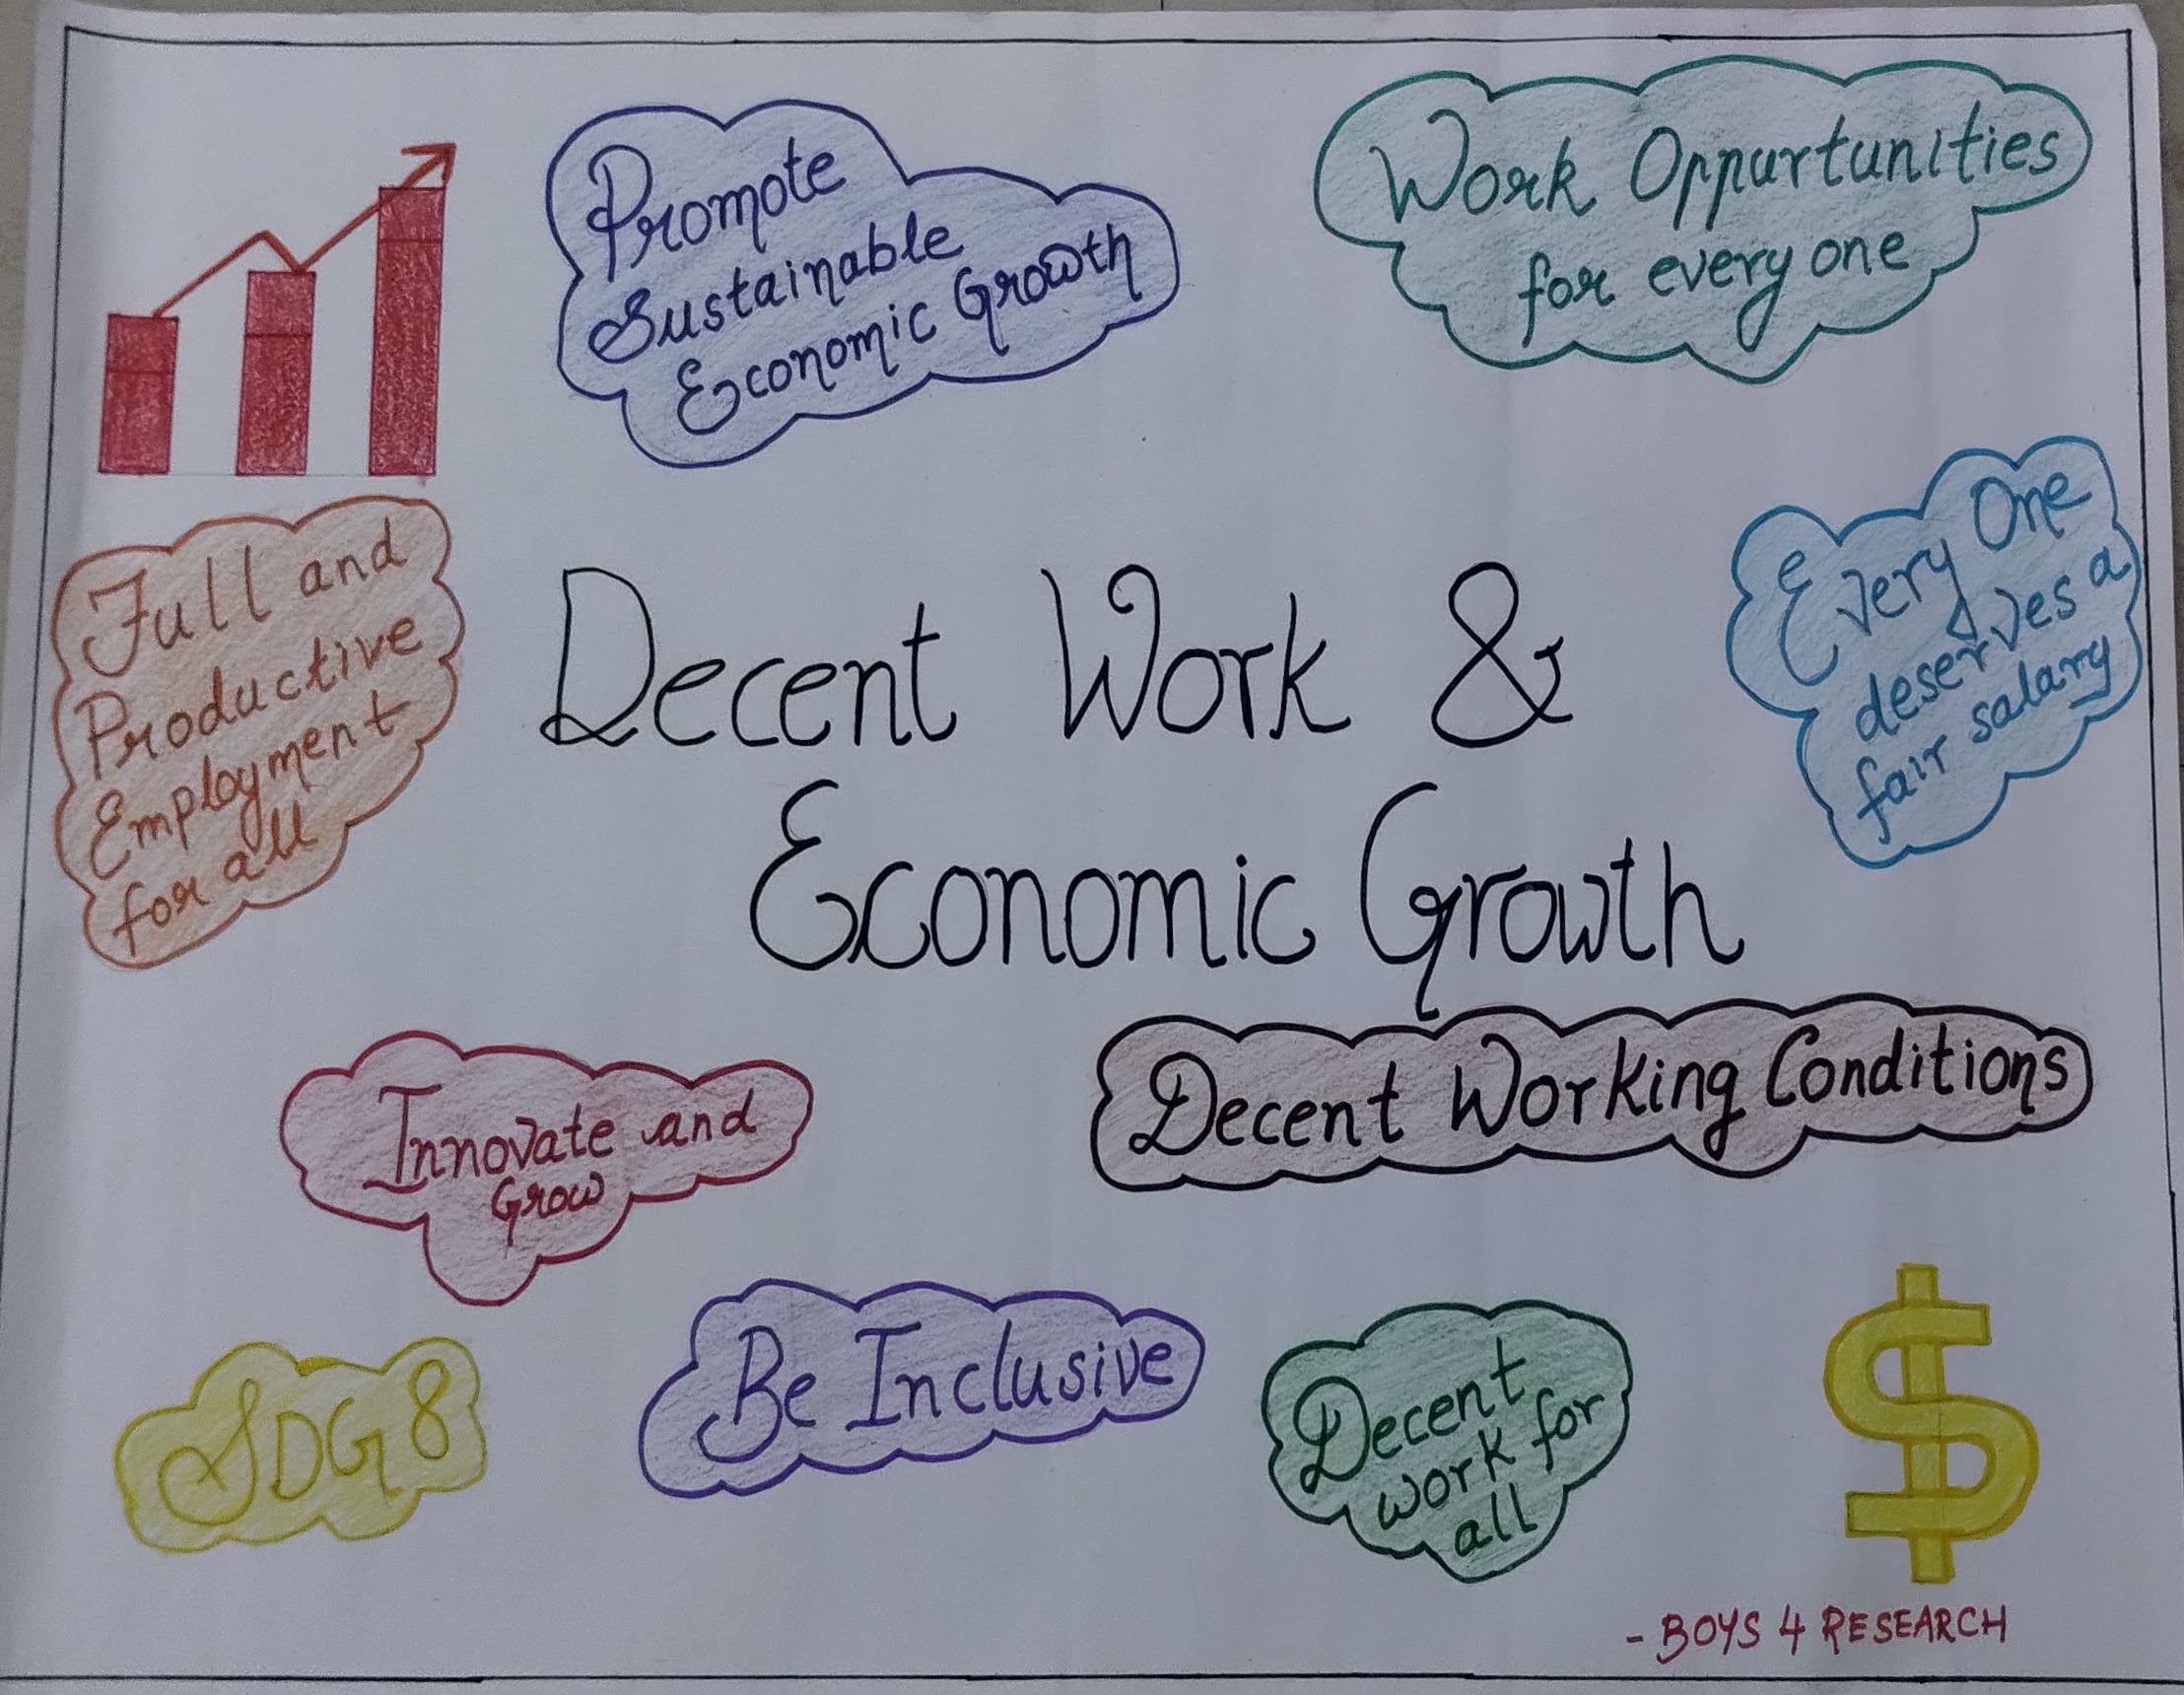 Promote
Sustainable
Economic Growth
Work Oppurtunities
for every one
Full and
Productive
Employment
for all
Decent Work &
Economic Growth
Every One
deserves a
fair salary
Innovate and
Grow
Decent Working Conditions
SDG 8
Be Inclusive
Decent
work for
all
- BOYS 4 RESEARCH